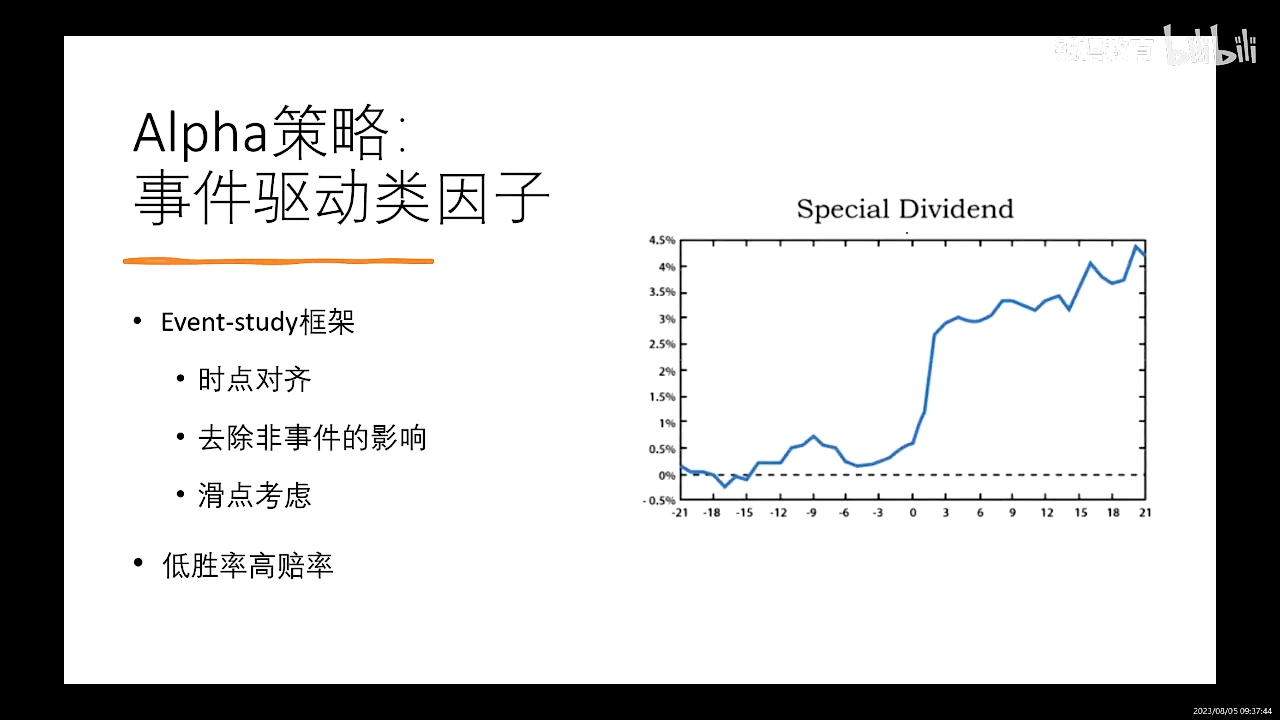 bilibili
Alpha策略：
事件驱动类因子
• Event-study框架
• 时点对齐
• 去除非事件的影响
• 滑点考虑
• 低胜率高赔率
Special Dividend
4.5%
4%
3.5%
3%
2.5%
2%
1.5%
1%
0.5%
0%
-0.5%
-21 -18 -15 -12 -9 -6 -3 0 3 6 9 12 15 18 21
2023/08/05 09:37:44